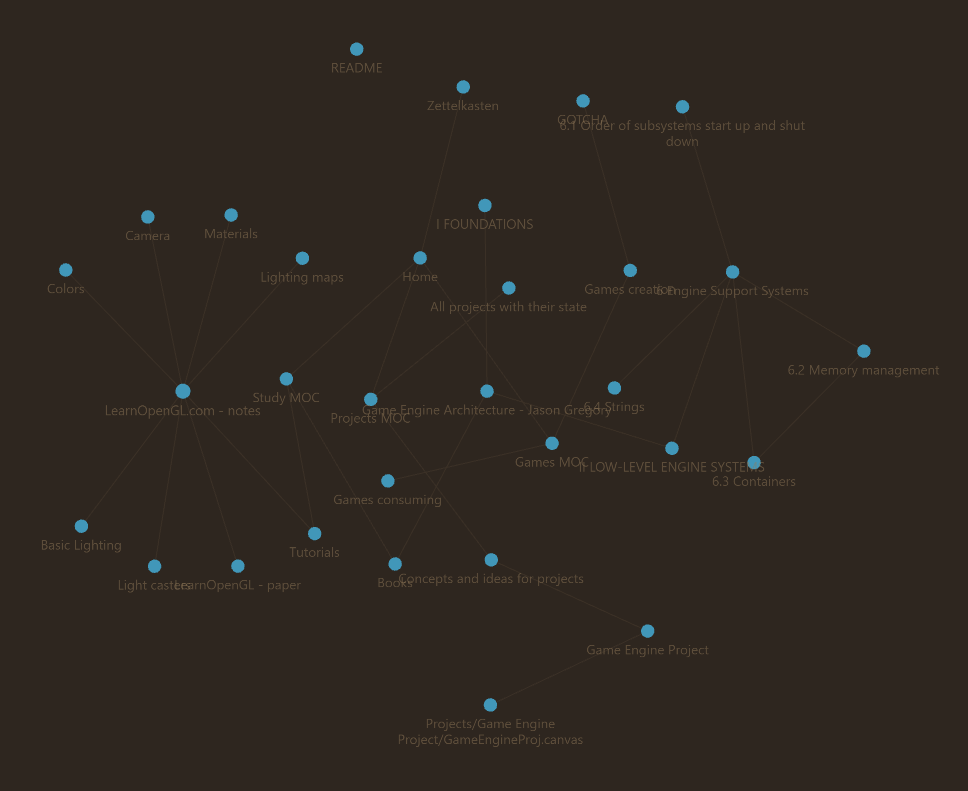 README
Zettelkasten
GOTCHA
6.1 Order of subsystems start up and shut
down
I FOUNDATIONS
Camera
Materials
Lighting maps
Home
Colors
All projects with their state
Games creation
6 Engine Support Systems
6.2 Memory management
Study MOC
LearnOpenGL.com - notes
Projects MOC
Game Engine Architecture - Jason Gregory
6.4 Strings
Games MOC
II LOW-LEVEL ENGINE SYSTEMS
6.3 Containers
Games consuming
Basic Lighting
Tutorials
Light casters
LearnOpenGL - paper
Books
Concepts and ideas for projects
Game Engine Project
Projects/Game Engine
Project/GameEngineProj.canvas